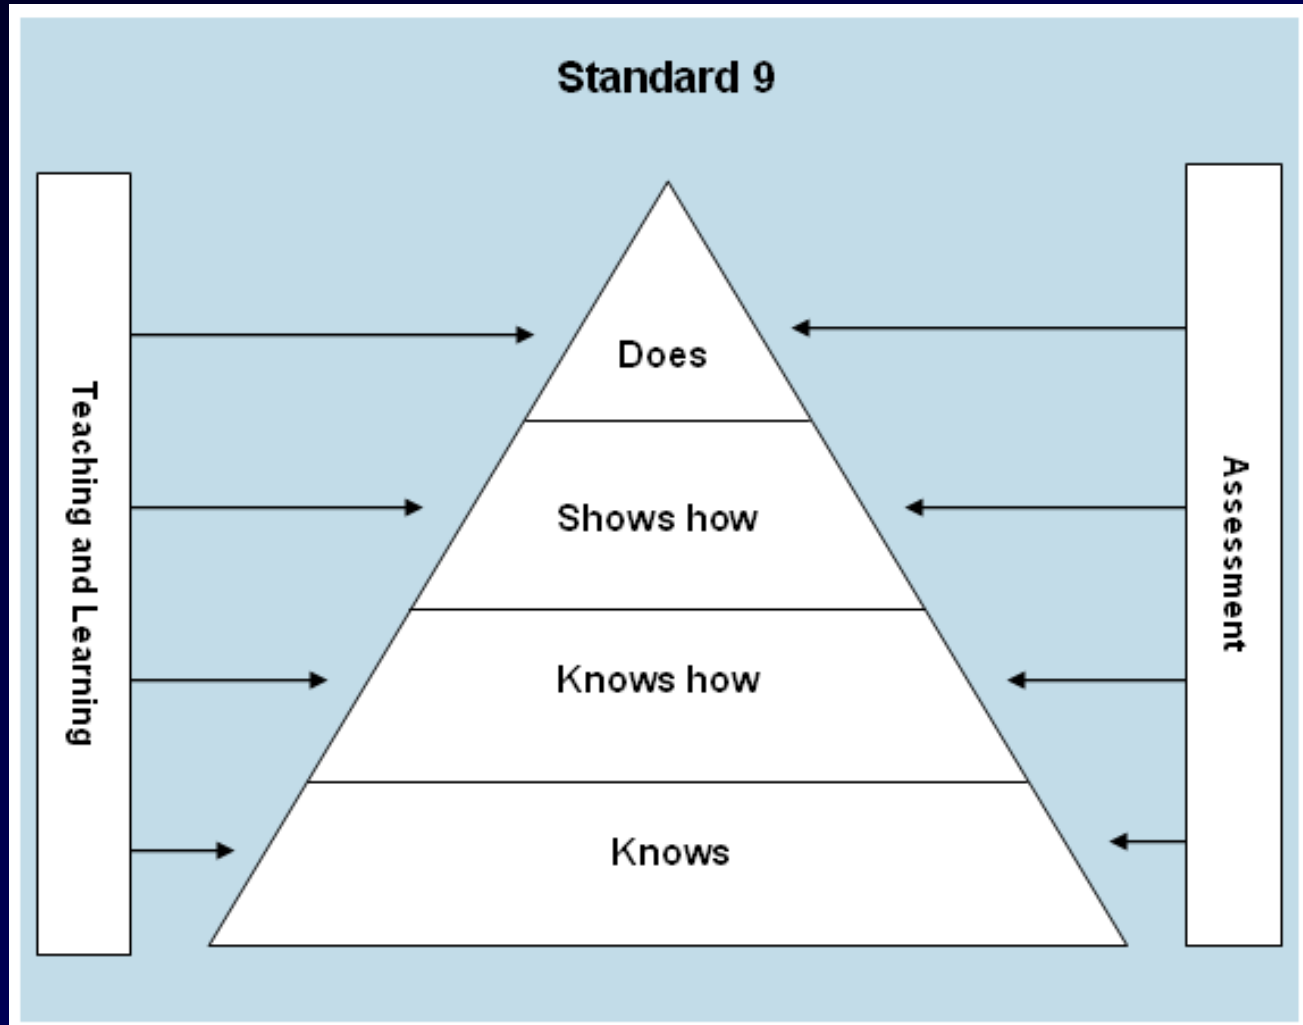 Standard 9
Teaching and Learning
Does
Shows how
Knows how
Knows
Assessment